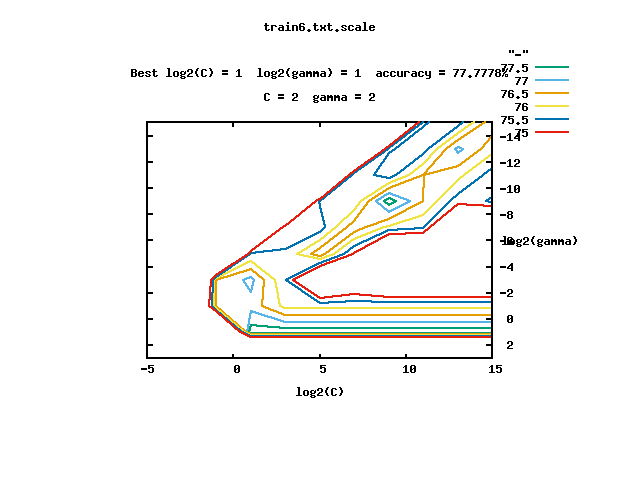 train6.txt.scale
"-"
Best log2(C) = 1  log2(gamma) = 1  accuracy = 77.7778%
77.5
77
C = 2  gamma = 2
76.5
76
75.5
75
-14
-12
-10
-8
-6
log2(gamma)
-4
-2
0
2
-5 0 5 10 15
log2(C)